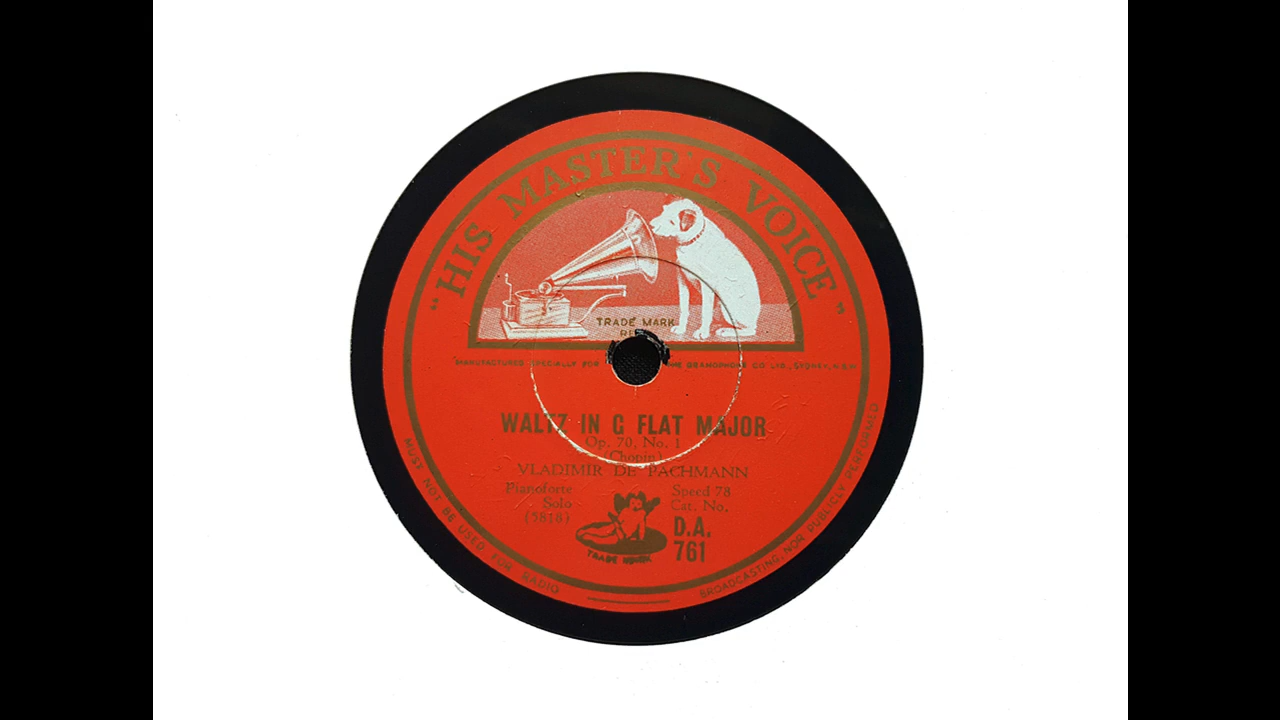 "HIS MASTER'S VOICE"
TRADE MARK
MANUFACTURED SPECIALLY FOR THE GRAMOPHONE CO LTD., SYDNEY, N.S.W
WALTZ IN G FLAT MAJOR
Op. 70, No. 1
(Chopin)
VLADIMIR DE PACHMANN
Pianoforte
Solo
(5818)
Speed 78
Cat. No.
D.A.
761
TRADE MARK
MUST NOT BE USED FOR RADIO BROADCASTING, NOR PUBLICLY PERFORMED